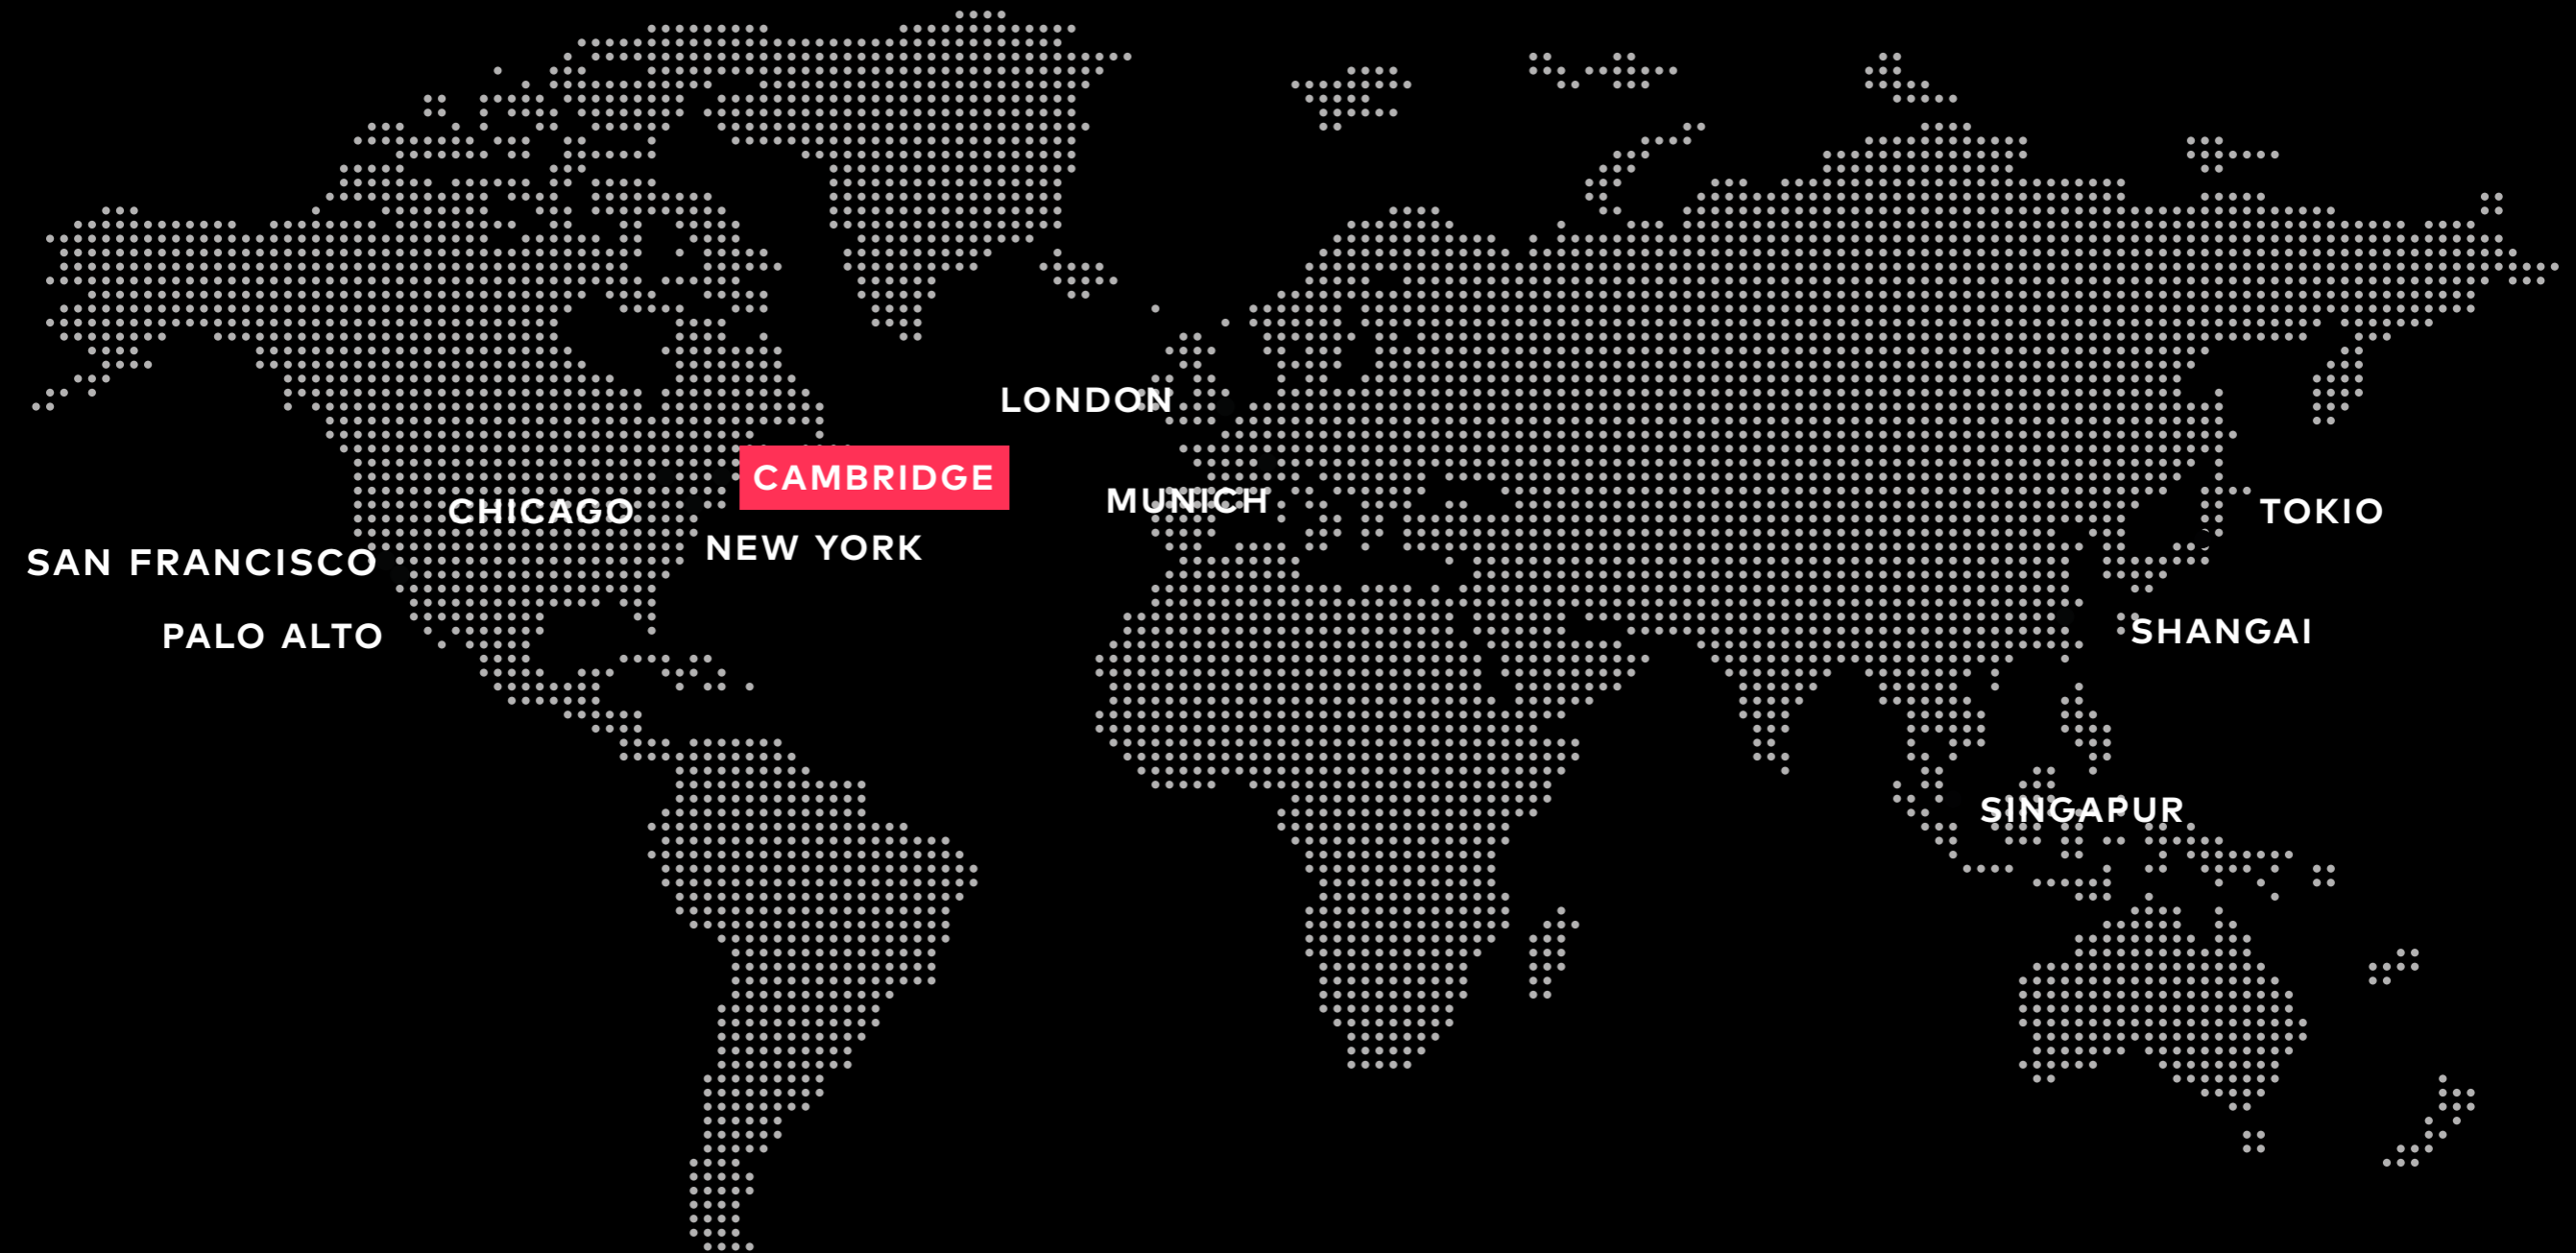 LONDON
CAMBRIDGE
MUNICH
CHICAGO
TOKIO
NEW YORK
SAN FRANCISCO
SHANGAI
PALO ALTO
SINGAPUR